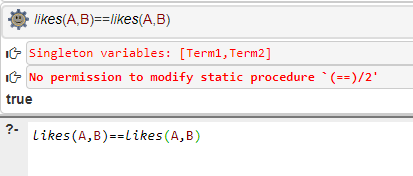 likes(A,B)==likes(A,B)
Singleton variables: [Term1,Term2]
No permission to modify static procedure `(==)/2'
true
?- likes(A,B)==likes(A,B)